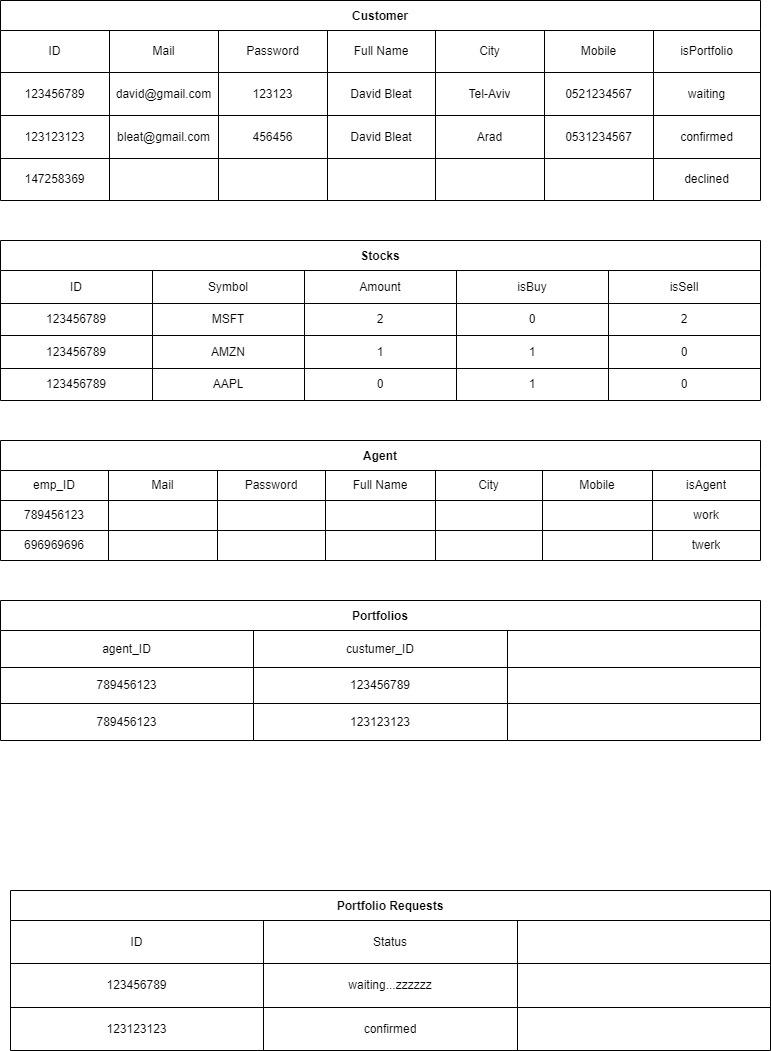 Customer
ID Mail Password Full Name City Mobile isPortfolio
123456789 david@gmail.com 123123 David Bleat Tel-Aviv 0521234567 waiting
123123123 bleat@gmail.com 456456 David Bleat Arad 0531234567 confirmed
147258369 declined
Stocks
ID Symbol Amount isBuy isSell
123456789 MSFT 2 0 2
123456789 AMZN 1 1 0
123456789 AAPL 0 1 0
Agent
emp_ID Mail Password Full Name City Mobile isAgent
789456123 work
696969696 twerk
Portfolios
agent_ID custumer_ID
789456123 123456789
789456123 123123123
Portfolio Requests
ID Status
123456789 waiting...zzzzzz
123123123 confirmed